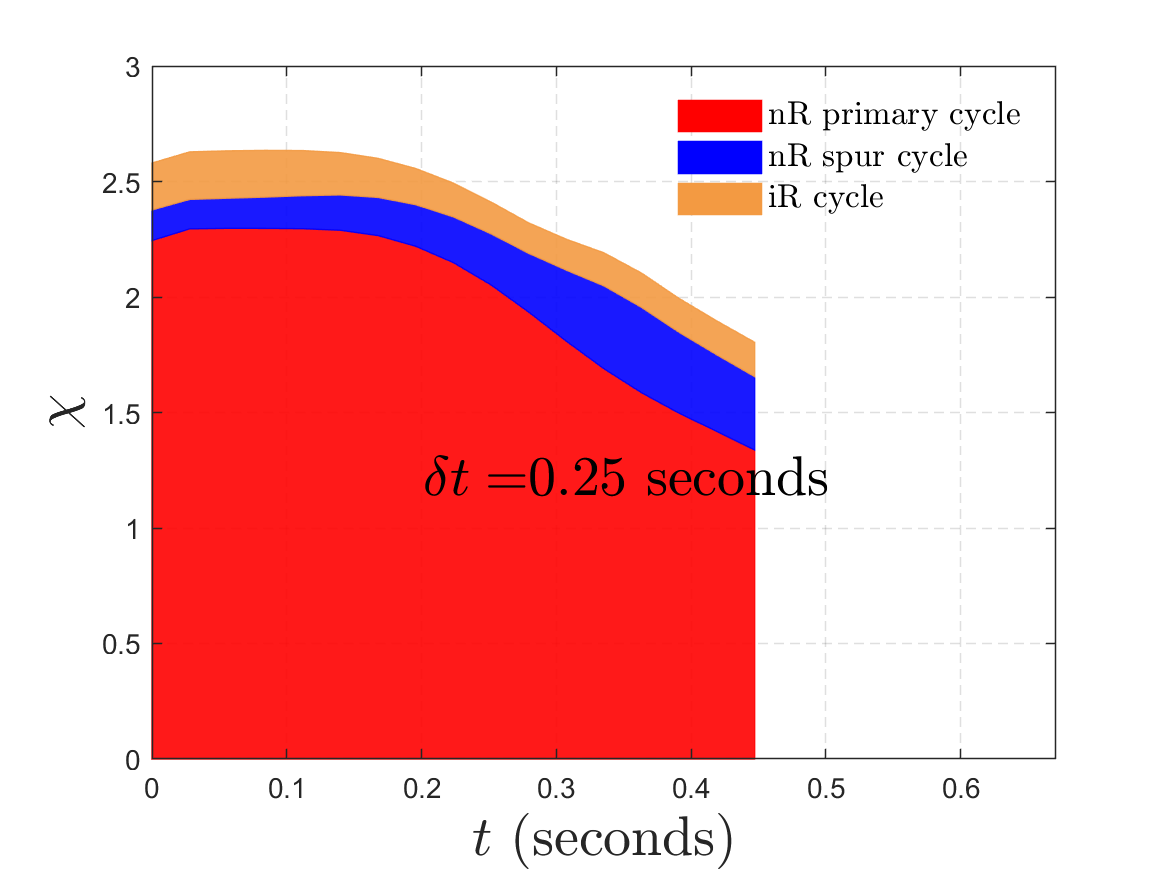 3
2.5
2
1.5
1
0.5
0
χ
nR primary cycle
nR spur cycle
iR cycle
δt =0.25 seconds
0 0.1 0.2 0.3 0.4 0.5 0.6
t (seconds)